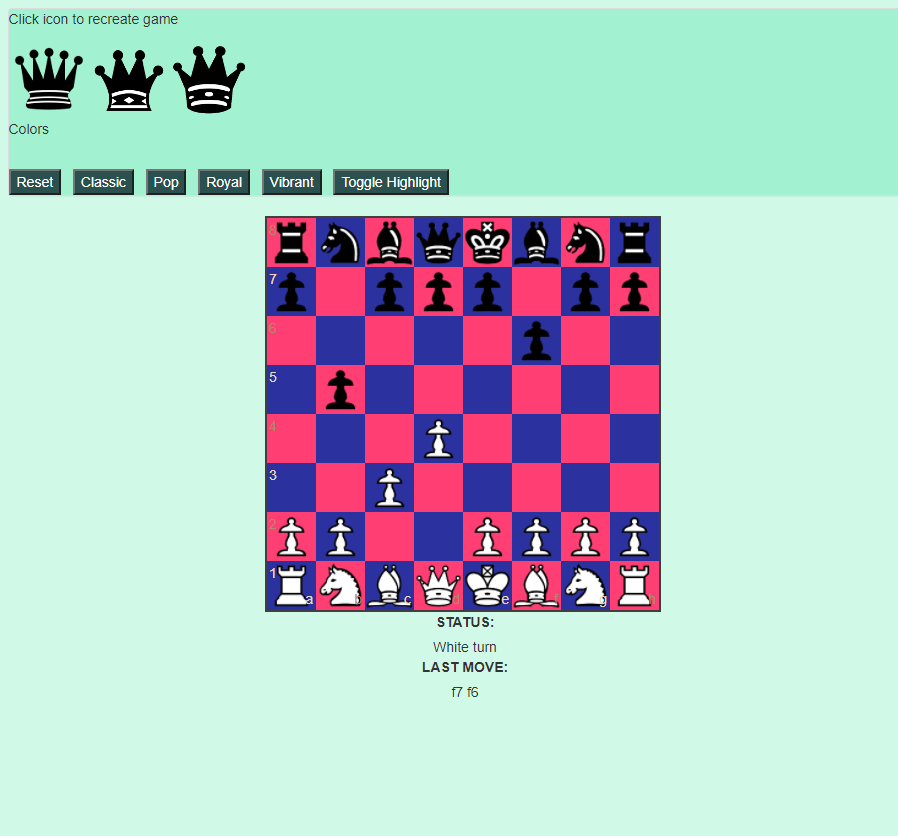 Click icon to recreate game
Colors
Reset Classic Pop Royal Vibrant Toggle Highlight
8
7
6
5
4
3
2
1
a b c d e f g h
STATUS:
White turn
LAST MOVE:
f7 f6